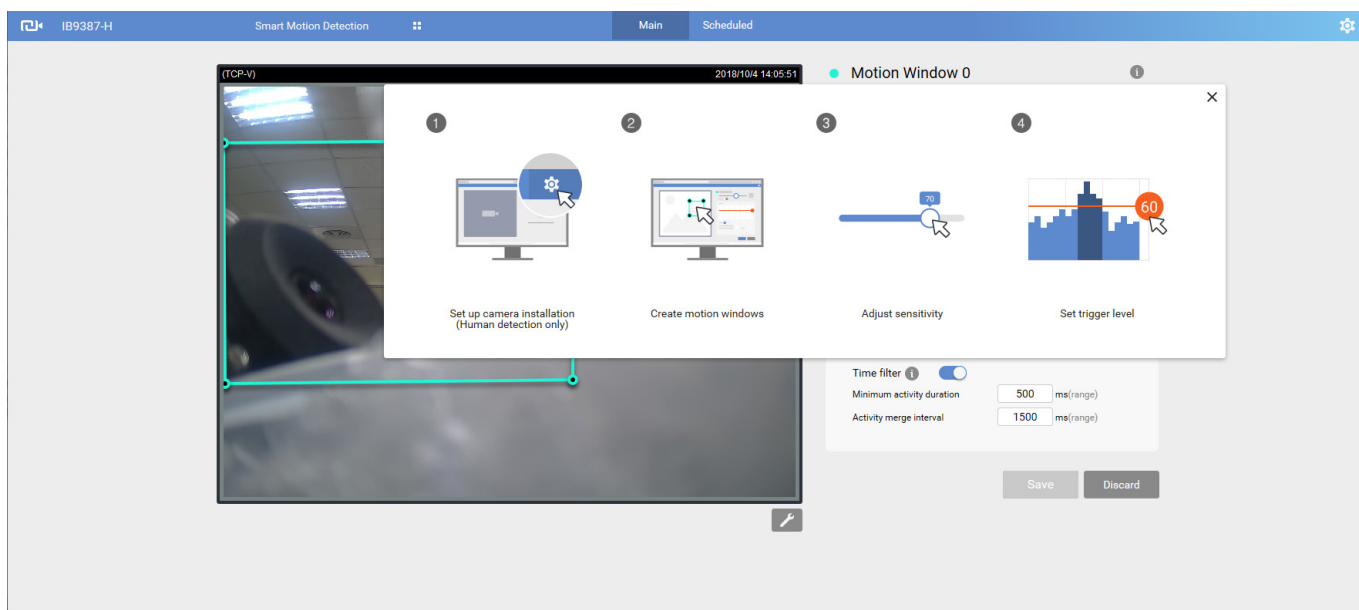 IB9387-H
Smart Motion Detection
Main
Scheduled
(TCP-V)
2018/10/4 14:05:51
Motion Window 0
1
2
3
4
70
60
Set up camera installation
(Human detection only)
Create motion windows
Adjust sensitivity
Set trigger level
Time filter
Minimum activity duration 500 ms(range)
Activity merge interval 1500 ms(range)
Save
Discard